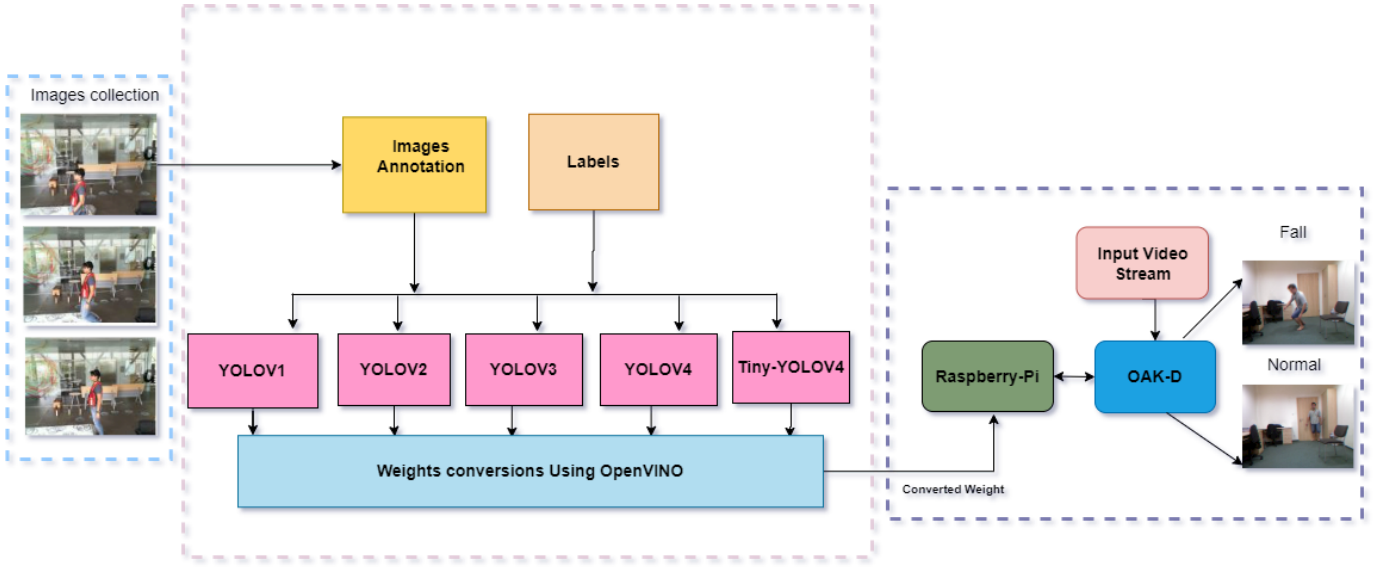 Images collection
Images
Annotation
Labels
YOLOV1
YOLOV2
YOLOV3
YOLOV4
Tiny-YOLOV4
Weights conversions Using OpenVINO
Converted Weight
Input Video
Stream
Raspberry-Pi
OAK-D
Fall
Normal